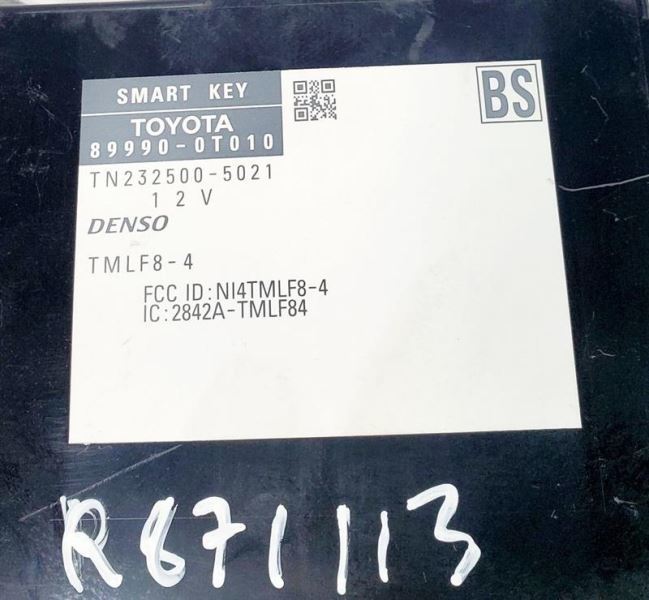 SMART KEY
BS
TOYOTA
89990-0T010
TN232500-5021
12V
DENSO
TMLF8-4
FCC ID:NI4TMLF8-4
IC:2842A-TMLF84
R871113